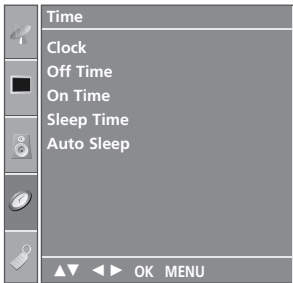 Time
Clock
Off Time
On Time
Sleep Time
Auto Sleep
▲▼ ◄► OK MENU